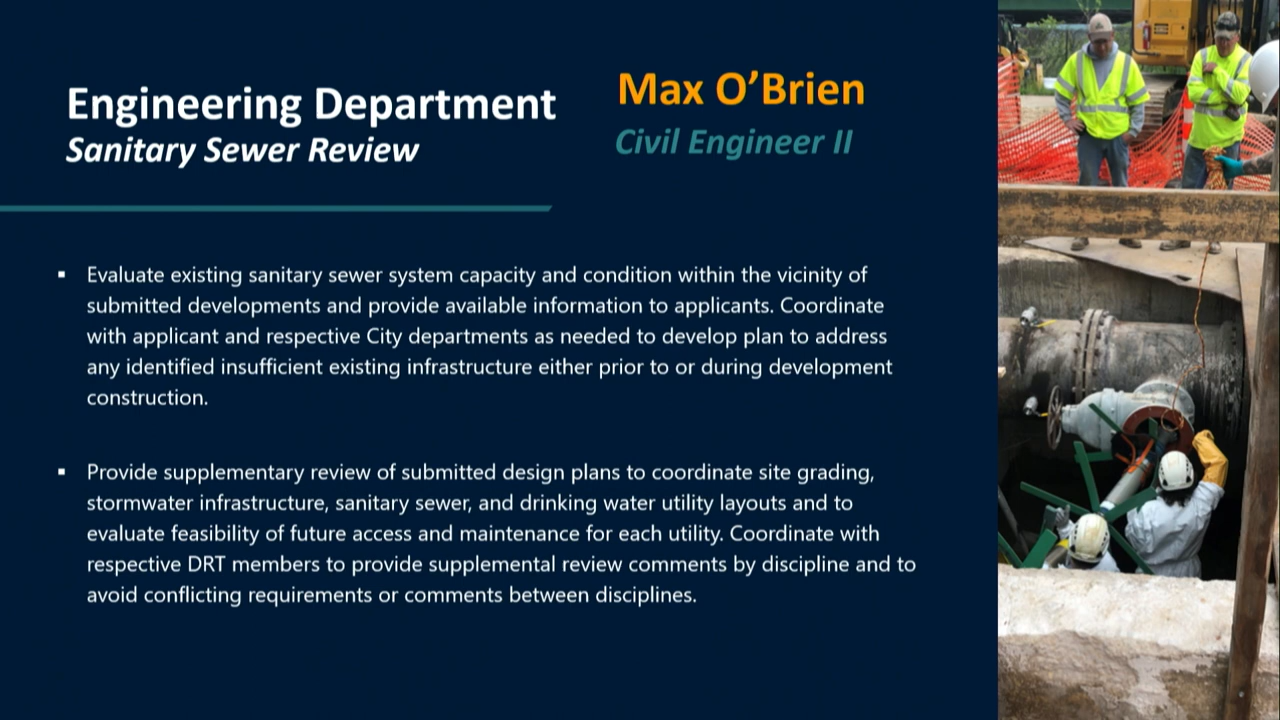 Engineering Department
Sanitary Sewer Review
Max O’Brien
Civil Engineer II
▪ Evaluate existing sanitary sewer system capacity and condition within the vicinity of
submitted developments and provide available information to applicants. Coordinate
with applicant and respective City departments as needed to develop plan to address
any identified insufficient existing infrastructure either prior to or during development
construction.
▪ Provide supplementary review of submitted design plans to coordinate site grading,
stormwater infrastructure, sanitary sewer, and drinking water utility layouts and to
evaluate feasibility of future access and maintenance for each utility. Coordinate with
respective DRT members to provide supplemental review comments by discipline and to
avoid conflicting requirements or comments between disciplines.